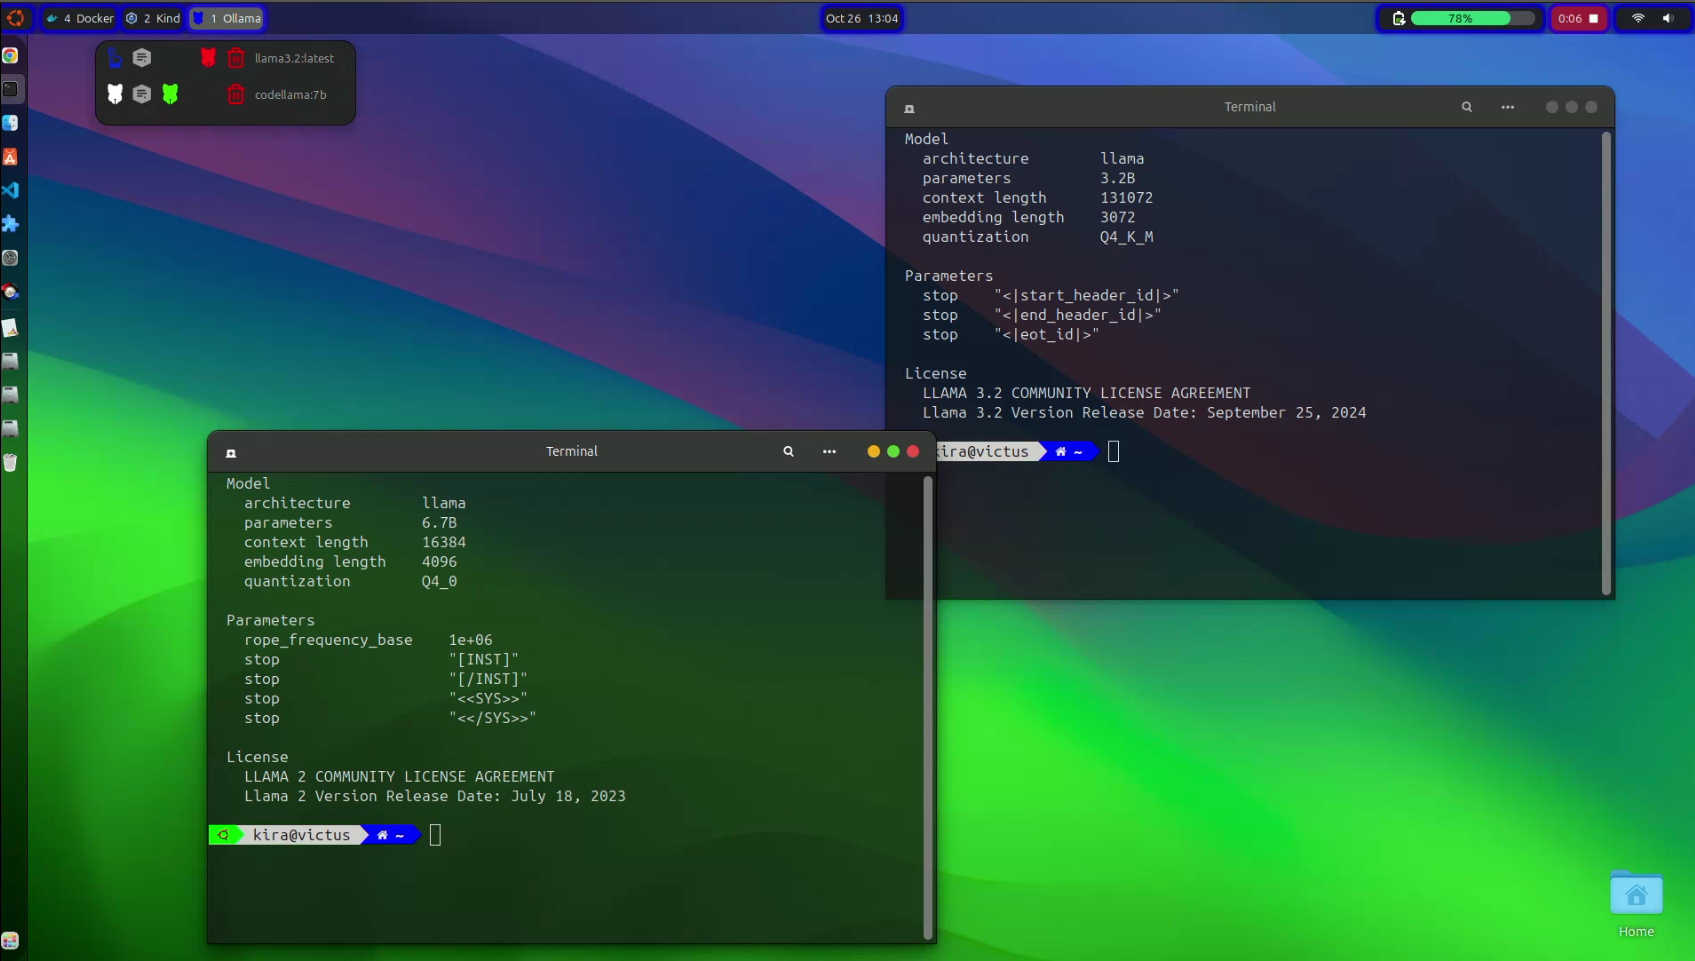 4 Docker
2 Kind
1 Ollama
Oct 26 13:04
78%
0:06
llama3.2:latest
codellama:7b
Terminal
Model
architecture llama
parameters 3.2B
context length 131072
embedding length 3072
quantization Q4_K_M
Parameters
stop "<|start_header_id|>"
stop "<|end_header_id|>"
stop "<|eot_id|>"
License
LLAMA 3.2 COMMUNITY LICENSE AGREEMENT
Llama 3.2 Version Release Date: September 25, 2024
kira@victus ~
Terminal
Model
architecture llama
parameters 6.7B
context length 16384
embedding length 4096
quantization Q4_0
Parameters
rope_frequency_base 1e+06
stop "[INST]"
stop "[/INST]"
stop "<<SYS>>"
stop "<</SYS>>"
License
LLAMA 2 COMMUNITY LICENSE AGREEMENT
Llama 2 Version Release Date: July 18, 2023
kira@victus ~
Home